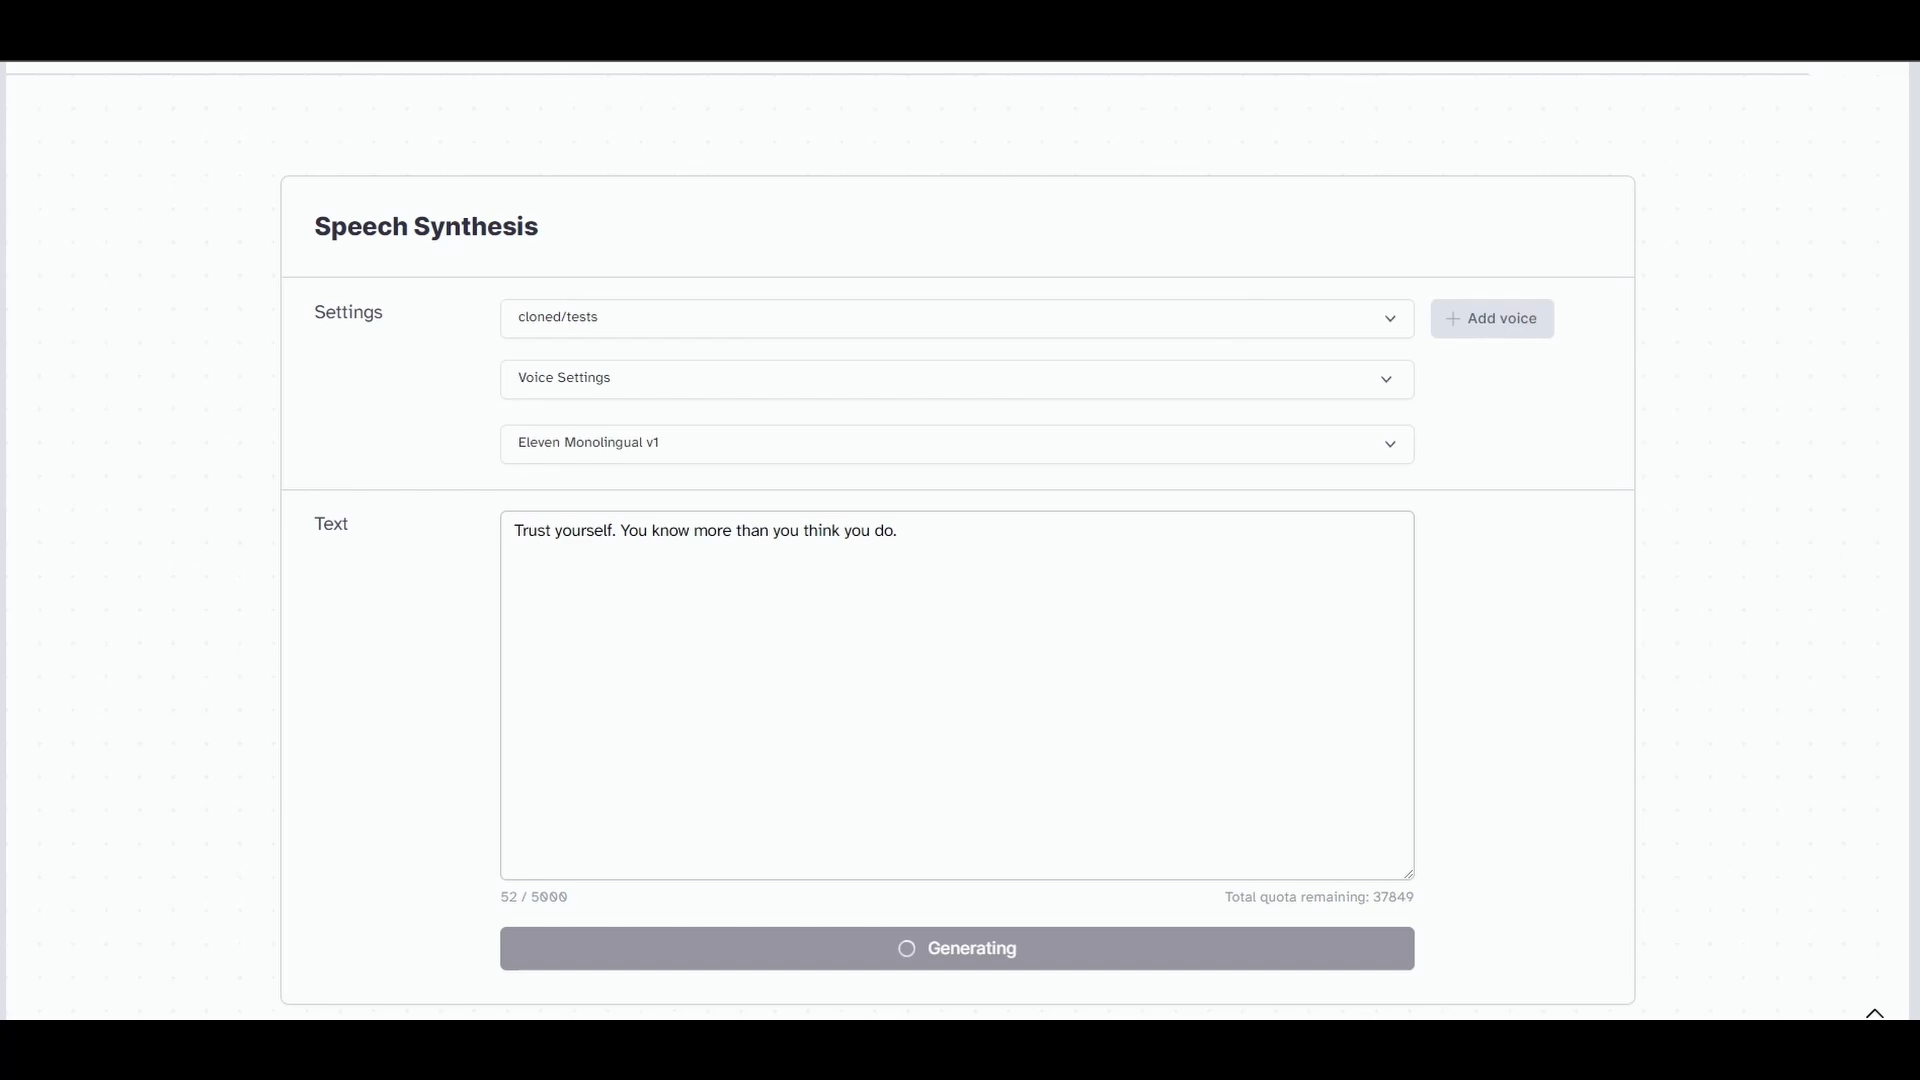 Speech Synthesis
Settings
cloned/tests
Add voice
Voice Settings
Eleven Monolingual v1
Text
Trust yourself. You know more than you think you do.
52 / 5000
Total quota remaining: 37849
Generating